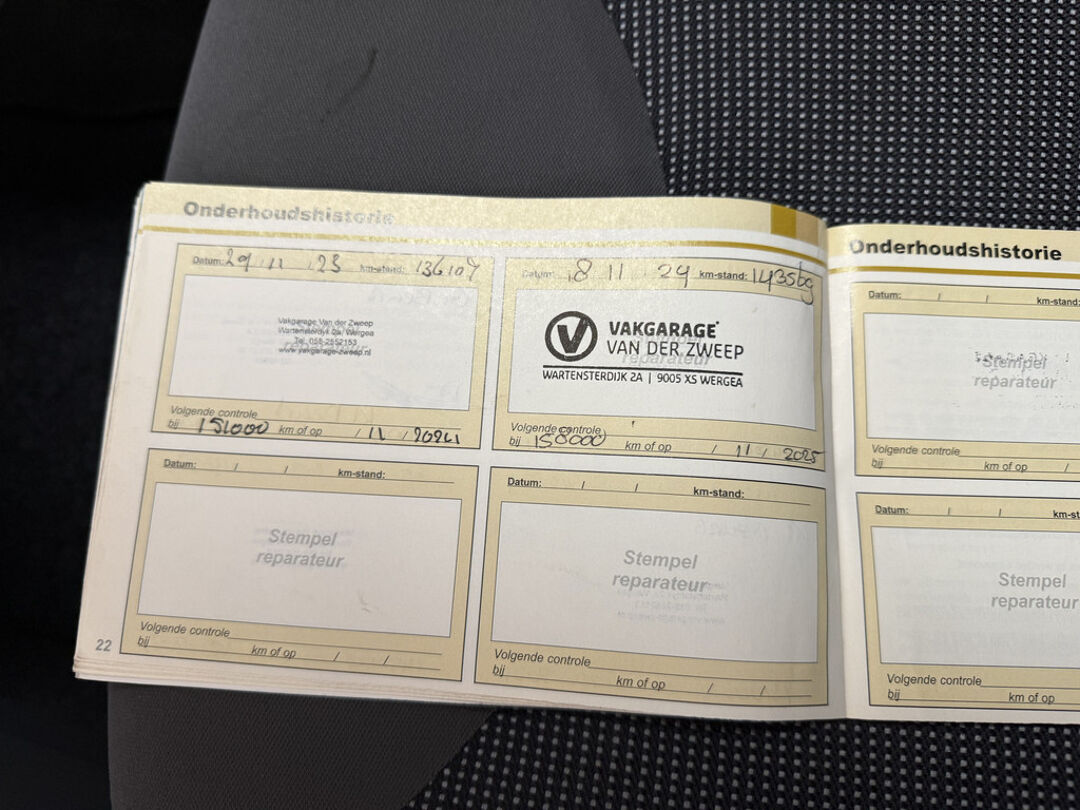 Onderhoudshistorie
Datum: 29 11 23 km-stand: 136107
Vakgarage Van der Zweep
Wartensterdyk 2a Wergea
Tel. 058-2552153
www.vakgarage-zweep.nl
Volgende controle
bij 151000 km of op / 11 / 2024
Datum: 8 11 24 km-stand:
VAKGARAGE
VAN DER ZWEEP
reparateur
WARTENSTERDIJK 2A | 9005 XS WERGEA
Volgende controle
bij 158000 km of op / 11 / 2025
Datum: / / km-stand:
Stempel
reparateur
Volgende controle
bij km of op / /
Datum: / / km-stand:
Stempel
reparateur
Volgende controle
bij km of op / /
22
Onderhoudshistorie
Datum: / / km-stand:
Stempel
reparateur
Volgende controle
bij km of op /
Datum: / / km-st
Stempel
reparateur
Volgende controle
bij km of op /